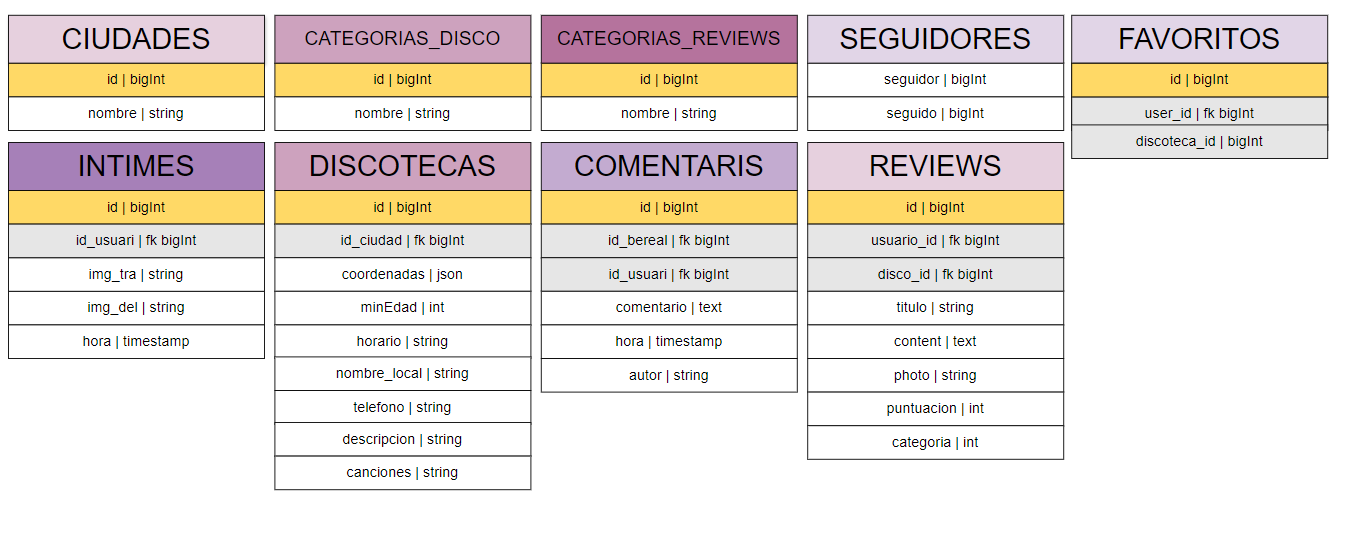 CIUDADES
id | bigInt
nombre | string
CATEGORIAS_DISCO
id | bigInt
nombre | string
CATEGORIAS_REVIEWS
id | bigInt
nombre | string
SEGUIDORES
seguidor | bigInt
seguido | bigInt
FAVORITOS
id | bigInt
user_id | fk bigInt
discoteca_id | bigInt
INTIMES
id | bigInt
id_usuari | fk bigInt
img_tra | string
img_del | string
hora | timestamp
DISCOTECAS
id | bigInt
id_ciudad | fk bigInt
coordenadas | json
minEdad | int
horario | string
nombre_local | string
telefono | string
descripcion | string
canciones | string
COMENTARIS
id | bigInt
id_bereal | fk bigInt
id_usuari | fk bigInt
comentario | text
hora | timestamp
autor | string
REVIEWS
id | bigInt
usuario_id | fk bigInt
disco_id | fk bigInt
titulo | string
content | text
photo | string
puntuacion | int
categoria | int